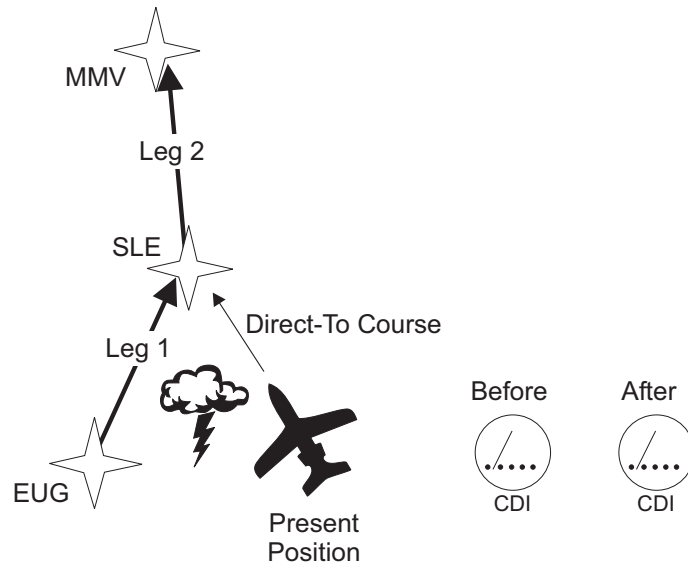 MMV
Leg 2
SLE
Direct-To Course
Leg 1
EUG
Present
Position
Before
After
CDI
CDI